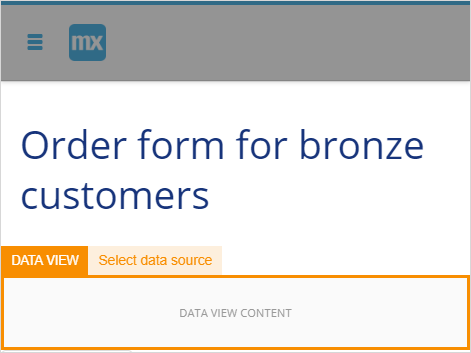 mx
Order form for bronze
customers
DATA VIEW Select data source
DATA VIEW CONTENT